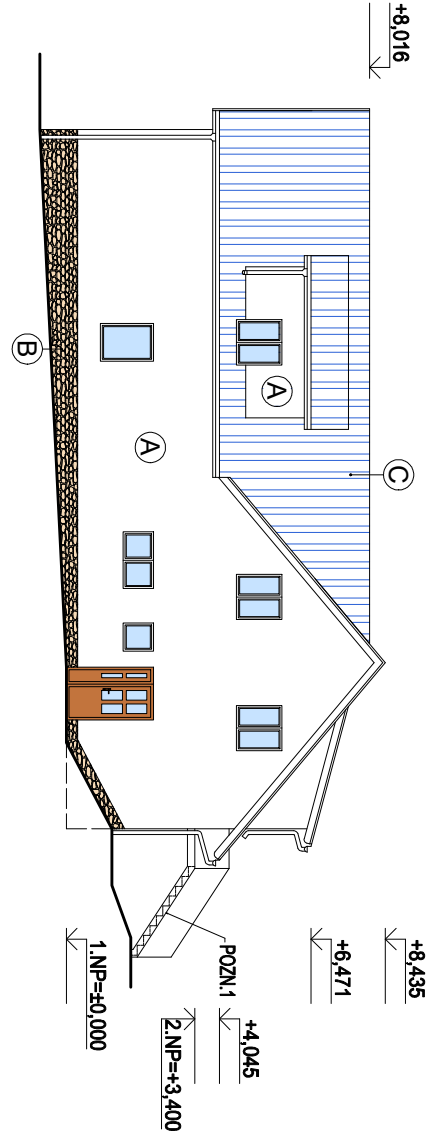 +8,016
C
A
A
B
POZN.1
+8,435
+6,471
+4,045
2.NP=+3,400
1.NP=±0,000